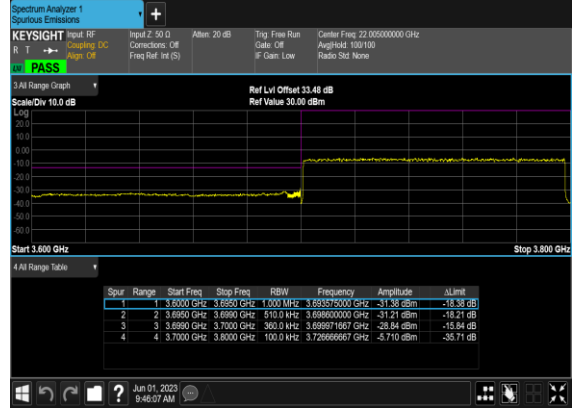 Spectrum Analyzer 1
Spurious Emissions
+
KEYSIGHT Input: RF Input Z: 50 Ω Atten: 20 dB Trig: Free Run Center Freq: 22.005000000 GHz
R T Coupling: DC Corrections: Off Gate: Off Avg|Hold: 100/100
Align: Off Freq Ref: Int (S) IF Gain: Low Radio Std: None
LW PASS
3 All Range Graph Ref Lvl Offset 33.48 dB
Scale/Div 10.0 dB Ref Value 30.00 dBm
Log
20.0
10.0
0.00
-10.0
-20.0
-30.0
-40.0
-50.0
-60.0
Start 3.600 GHz Stop 3.800 GHz
4 All Range Table
Spur Range Start Freq Stop Freq RBW Frequency Amplitude ΔLimit
1 1 3.6000 GHz 3.6950 GHz 1.000 MHz 3.693575000 GHz -31.38 dBm -18.38 dB
2 2 3.6950 GHz 3.6990 GHz 510.0 kHz 3.698600000 GHz -31.21 dBm -18.21 dB
3 3 3.6990 GHz 3.7000 GHz 360.0 kHz 3.699971667 GHz -28.84 dBm -15.84 dB
4 4 3.7000 GHz 3.8000 GHz 100.0 kHz 3.726666667 GHz -5.710 dBm -35.71 dB
? Jun 01, 2023
9:46:07 AM